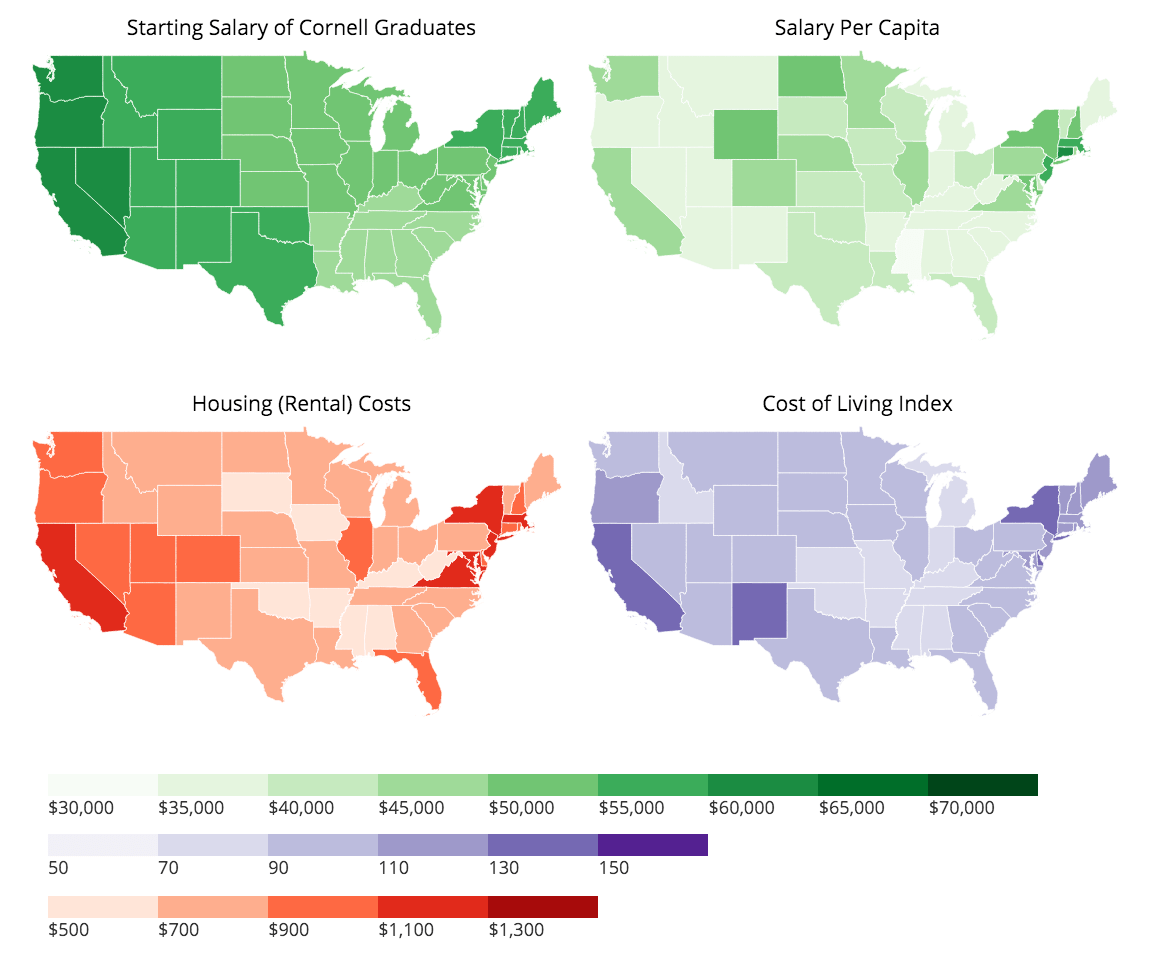 Starting Salary of Cornell Graduates
Salary Per Capita
Housing (Rental) Costs
Cost of Living Index
$30,000 $35,000 $40,000 $45,000 $50,000 $55,000 $60,000 $65,000 $70,000
50 70 90 110 130 150
$500 $700 $900 $1,100 $1,300